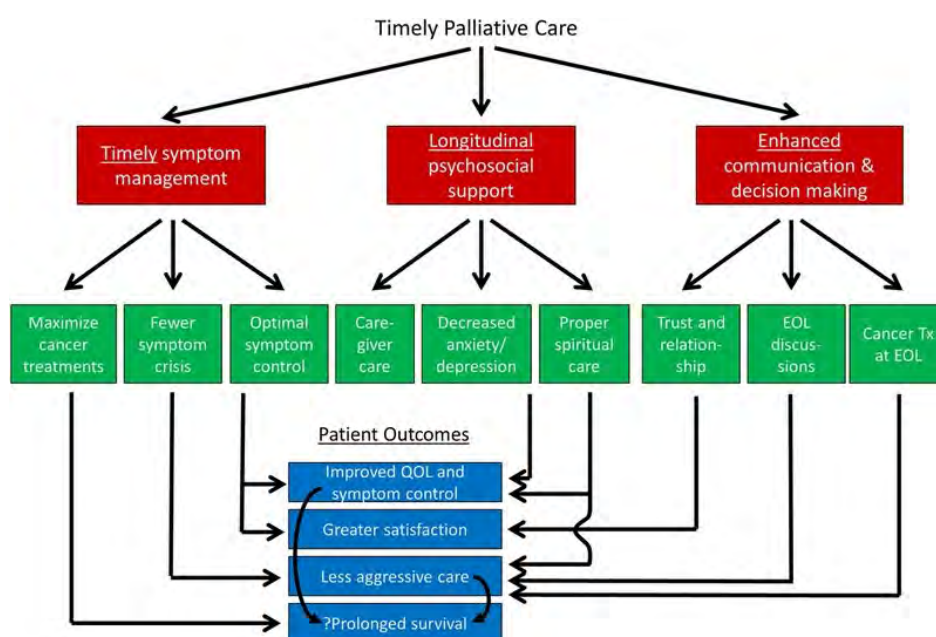 Timely Palliative Care
Timely symptom
management
Longitudinal
psychosocial
support
Enhanced
communication &
decision making
Maximize
cancer
treatments
Fewer
symptom
crisis
Optimal
symptom
control
Care-
giver
care
Decreased
anxiety/
depression
Proper
spiritual
care
Trust and
relation-
ship
EOL
discus-
sions
Cancer Tx
at EOL
Patient Outcomes
Improved QOL and
symptom control
Greater satisfaction
Less aggressive care
?Prolonged survival